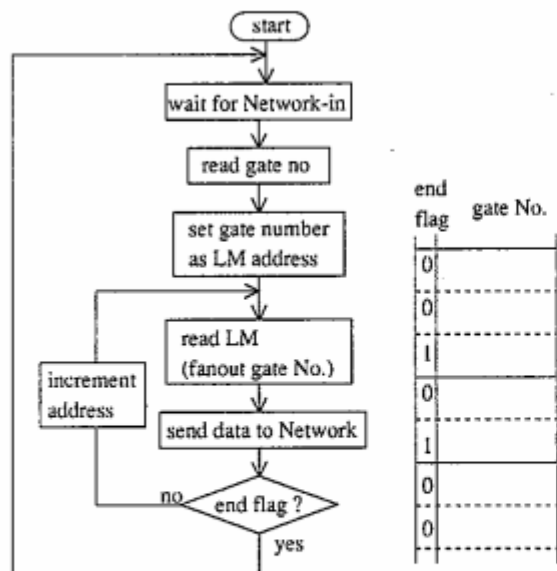 start
wait for Network-in
read gate no
set gate number
as LM address
read LM
(fanout gate No.)
increment
address
send data to Network
no
end flag ?
yes
end
flag
gate No.
0
0
1
0
1
0
0